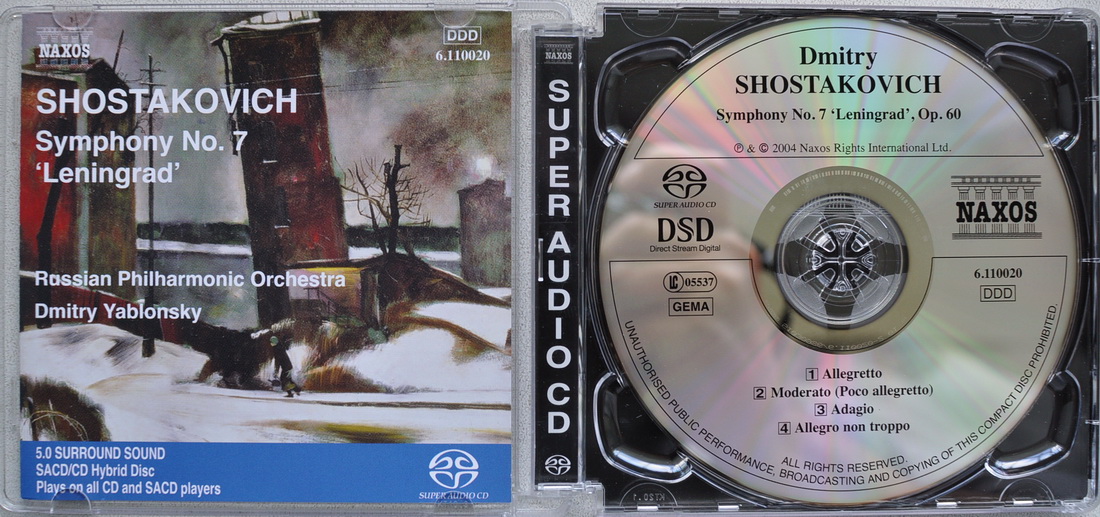 NAXOS
DDD
6.110020
SHOSTAKOVICH
Symphony No. 7
‘Leningrad’
Russian Philharmonic Orchestra
Dmitry Yablonsky
5.0 SURROUND SOUND
SACD/CD Hybrid Disc
Plays on all CD and SACD players
SUPER AUDIO CD
NAXOS
SUPER AUDIO CD
Dmitry
SHOSTAKOVICH
Symphony No. 7 ‘Leningrad’, Op. 60
℗ & © 2004 Naxos Rights International Ltd.
SUPER AUDIO CD
DSD
Direct Stream Digital
NAXOS
LC 05537
GEMA
6.110020
DDD
1 Allegretto
2 Moderato (Poco allegretto)
3 Adagio
4 Allegro non troppo
ALL RIGHTS RESERVED.
UNAUTHORISED PUBLIC PERFORMANCE, BROADCASTING AND COPYING OF THIS COMPACT DISC PROHIBITED.